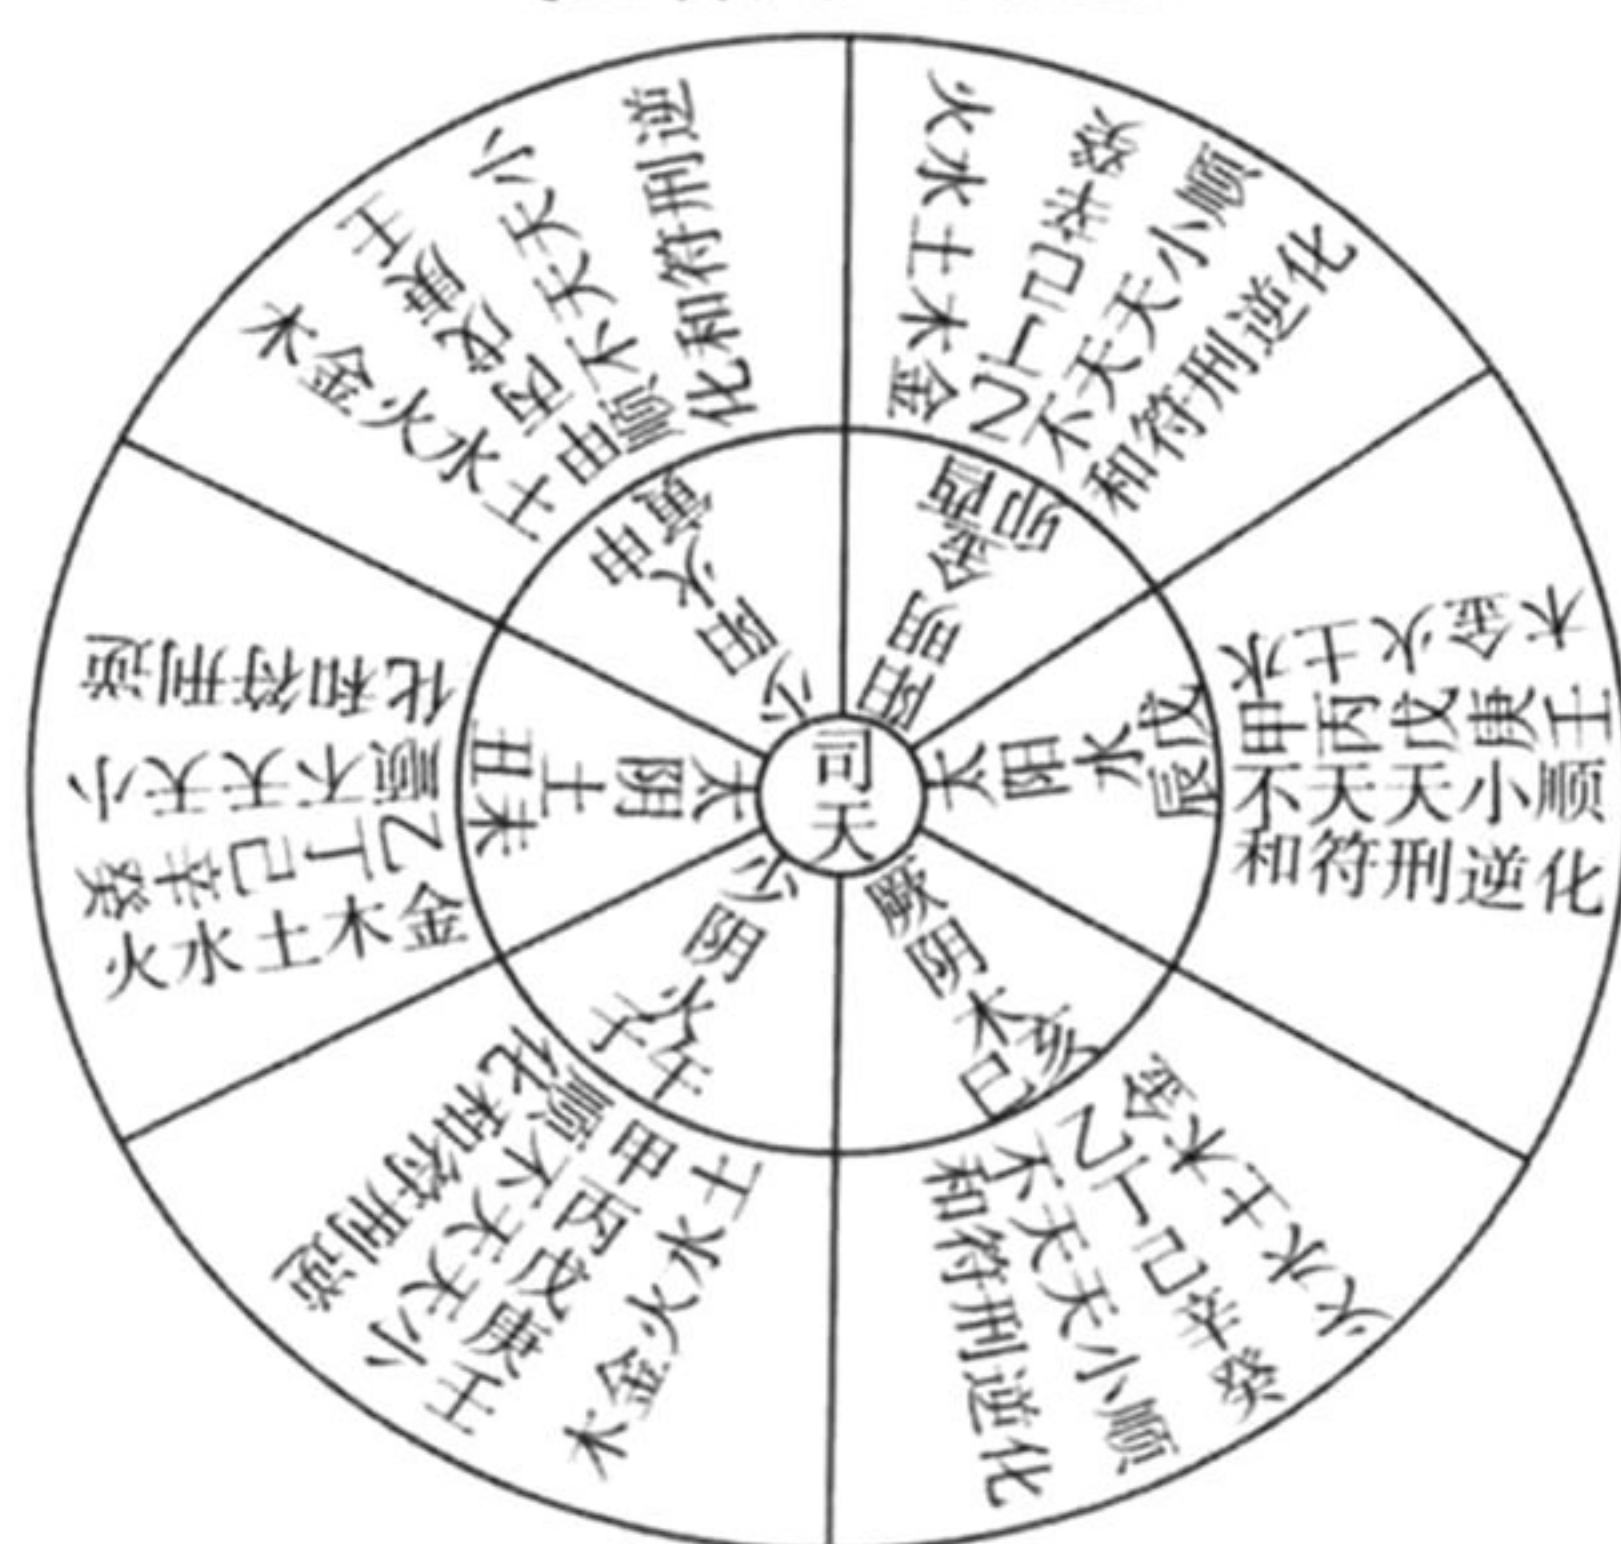 司
天
阳明金
卯酉
金木土水火
乙丁己辛癸
不天天小顺
和符刑逆化
太阳水
戌
辰
水土火金木
甲丙戊庚壬
不天天小顺
和符刑逆化
厥阴木
巳亥
金木土水火
乙丁己辛癸
不天天小顺
和符刑逆化
少阴火
子午
土水火金木
甲丙戊庚壬
顺不天天小
化和符刑逆
太阴土
丑未
金木土水火
乙丁己辛癸
顺不天天小
化和符刑逆
少阳火
寅申
土水火金木
甲丙戊庚壬
顺不天天小
化和符刑逆